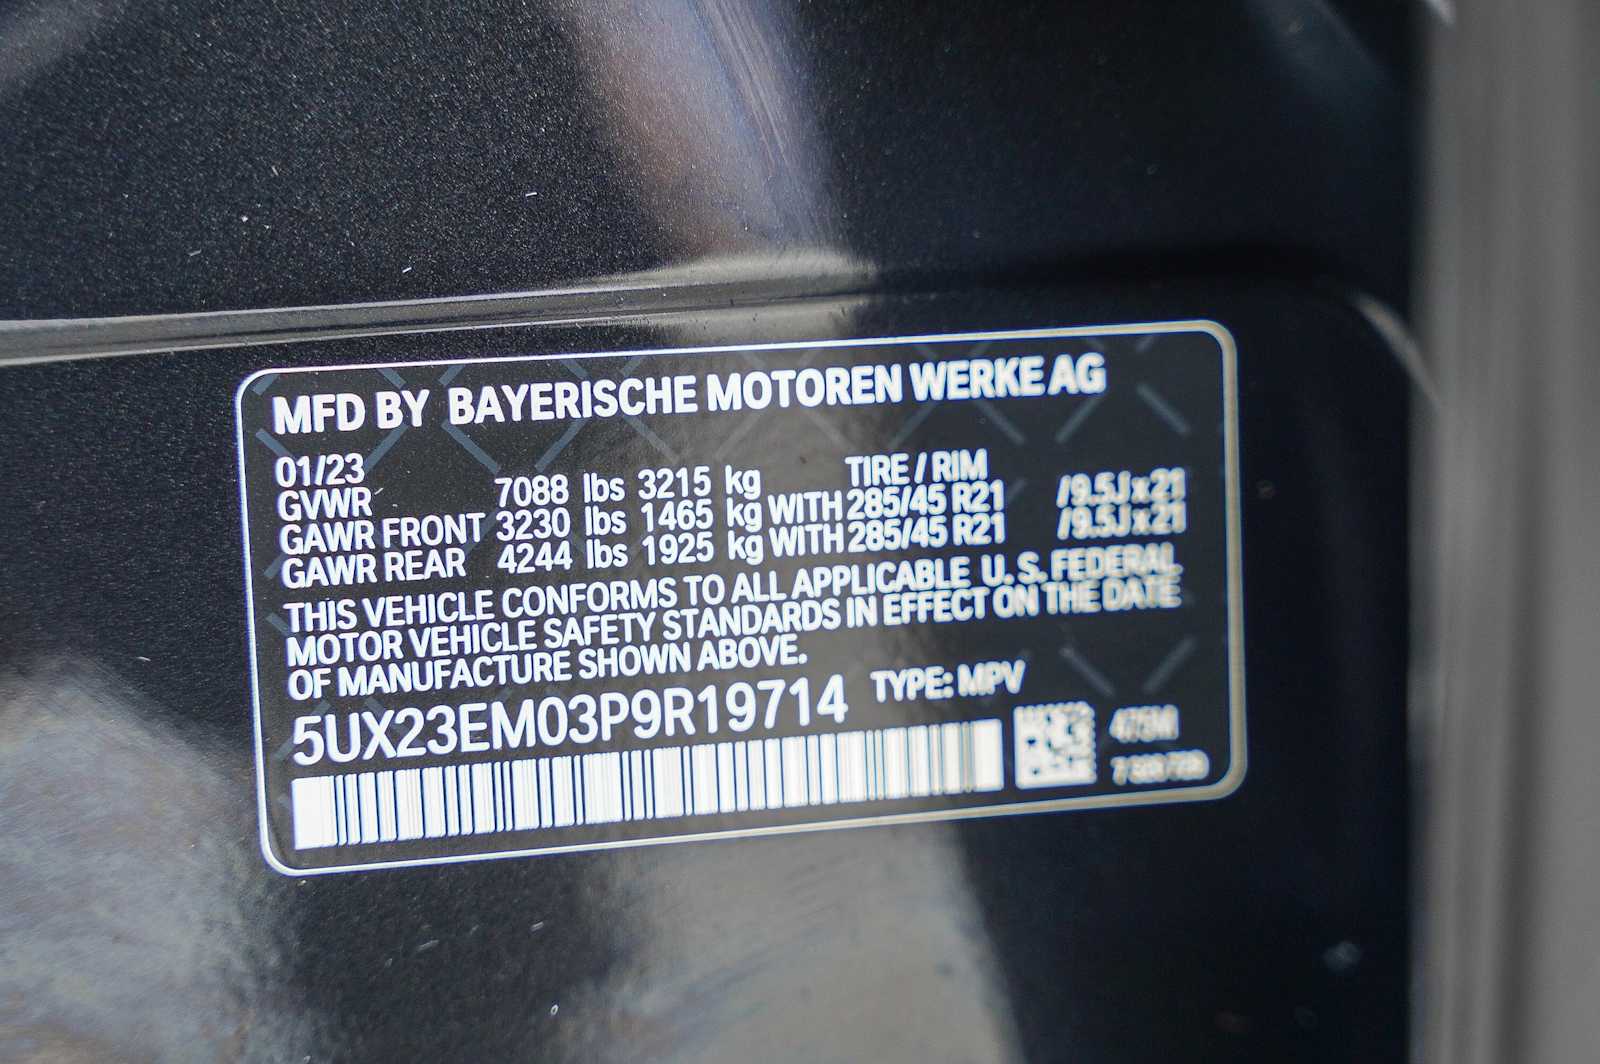 MFD BY BAYERISCHE MOTOREN WERKE AG
01/23 TIRE / RIM
GVWR 7088 lbs 3215 kg
GAWR FRONT 3230 lbs 1465 kg WITH 285/45 R21 /9.5Jx21
GAWR REAR 4244 lbs 1925 kg WITH 285/45 R21 /9.5Jx21
THIS VEHICLE CONFORMS TO ALL APPLICABLE U.S. FEDERAL
MOTOR VEHICLE SAFETY STANDARDS IN EFFECT ON THE DATE
OF MANUFACTURE SHOWN ABOVE.
5UX23EM03P9R19714 TYPE: MPV
475M